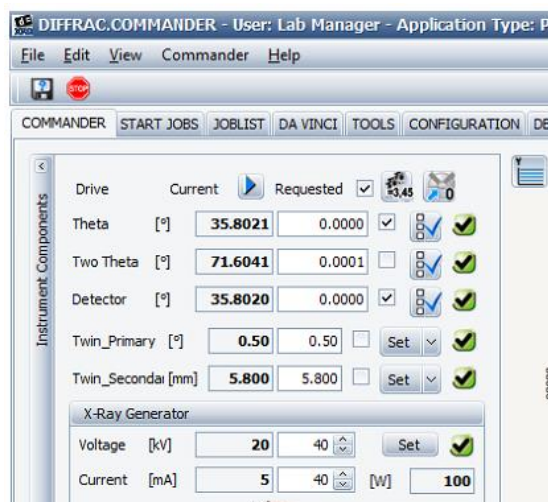 DIFFRAC.COMMANDER - User: Lab Manager - Application Type: P
File Edit View Commander Help
STOP
COMMANDER START JOBS JOBLIST DA VINCI TOOLS CONFIGURATION DE
Instrument Components
Drive Current Requested =3,45 0
Theta [°] 35.8021 0.0000
Two Theta [°] 71.6041 0.0001
Detector [°] 35.8020 0.0000
Twin_Primary [°] 0.50 0.50 Set
Twin_Secondai [mm] 5.800 5.800 Set
X-Ray Generator
Voltage [kV] 20 40 Set
Current [mA] 5 40 [W] 100